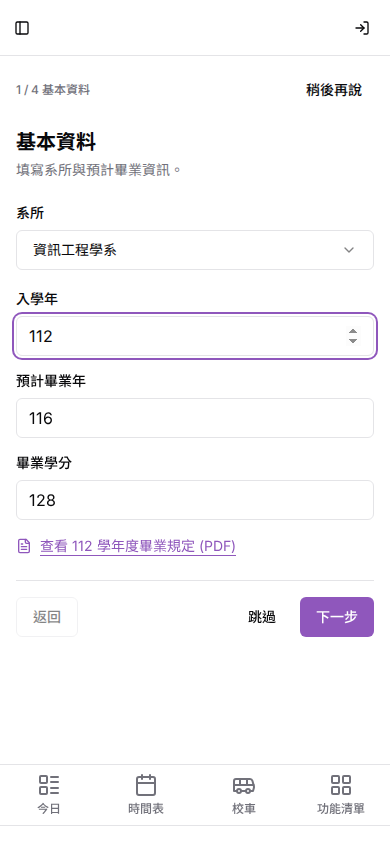 1 / 4 基本資料
稍後再說
基本資料
填寫系所與預計畢業資訊。
系所
資訊工程學系
入學年
112
預計畢業年
116
畢業學分
128
查看 112 學年度畢業規定 (PDF)
返回
跳過
下一步
今日
時間表
校車
功能清單